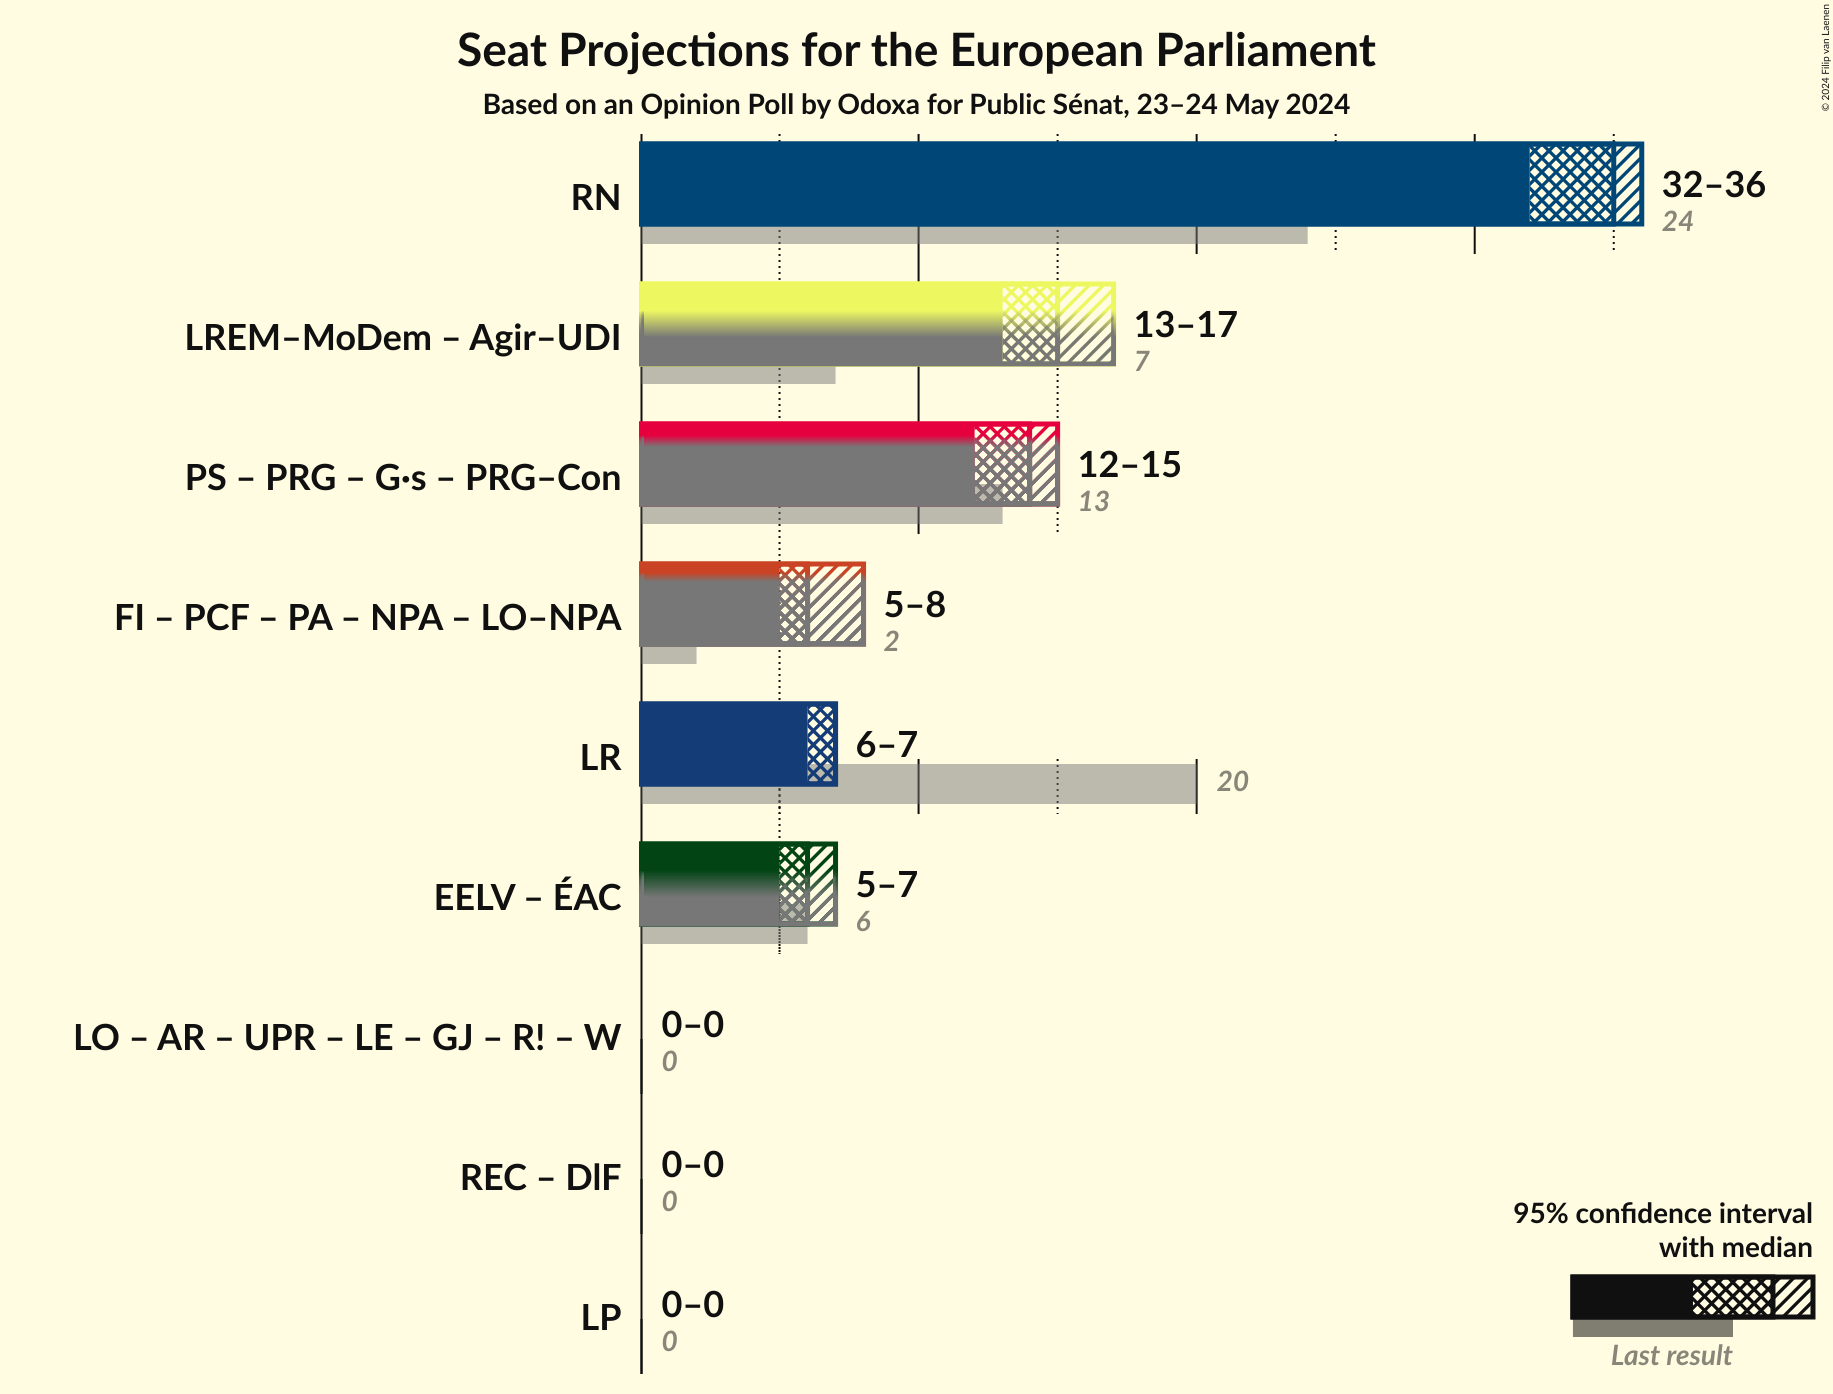 Seat Projections for the European Parliament
Based on an Opinion Poll by Odoxa for Public Sénat, 23–24 May 2024
© 2024 Filip van Laenen
RN
32–36
24
LREM–MoDem – Agir–UDI
13–17
7
PS – PRG – G·s – PRG–Con
12–15
13
FI – PCF – PA – NPA – LO–NPA
5–8
2
LR
6–7
20
EELV – ÉAC
5–7
6
LO – AR – UPR – LE – GJ – R! – W
0–0
0
REC – DlF
0–0
0
LP
0–0
0
95% confidence interval
with median
Last result